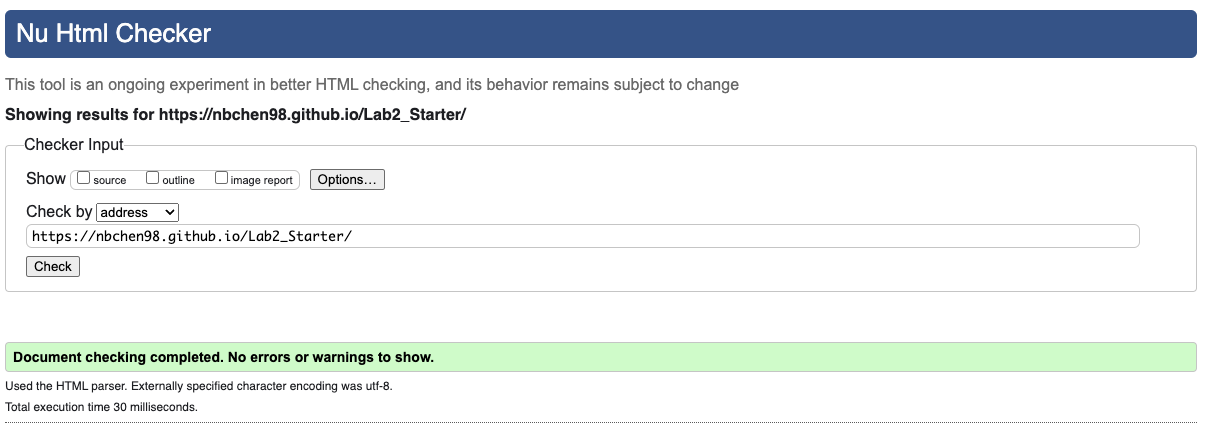 Nu Html Checker
This tool is an ongoing experiment in better HTML checking, and its behavior remains subject to change
Showing results for https://nbchen98.github.io/Lab2_Starter/
Checker Input
Show source outline image report Options...
Check by address
https://nbchen98.github.io/Lab2_Starter/
Check
Document checking completed. No errors or warnings to show.
Used the HTML parser. Externally specified character encoding was utf-8.
Total execution time 30 milliseconds.